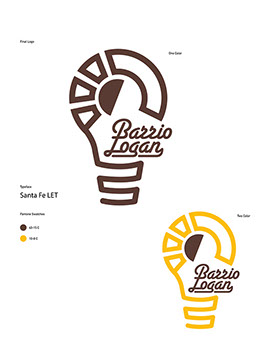 Final Logo
One Color
Barrio
Logan
Typeface
Santa Fe LET
Pantone Swatches
Two Color
Barrio
Logan